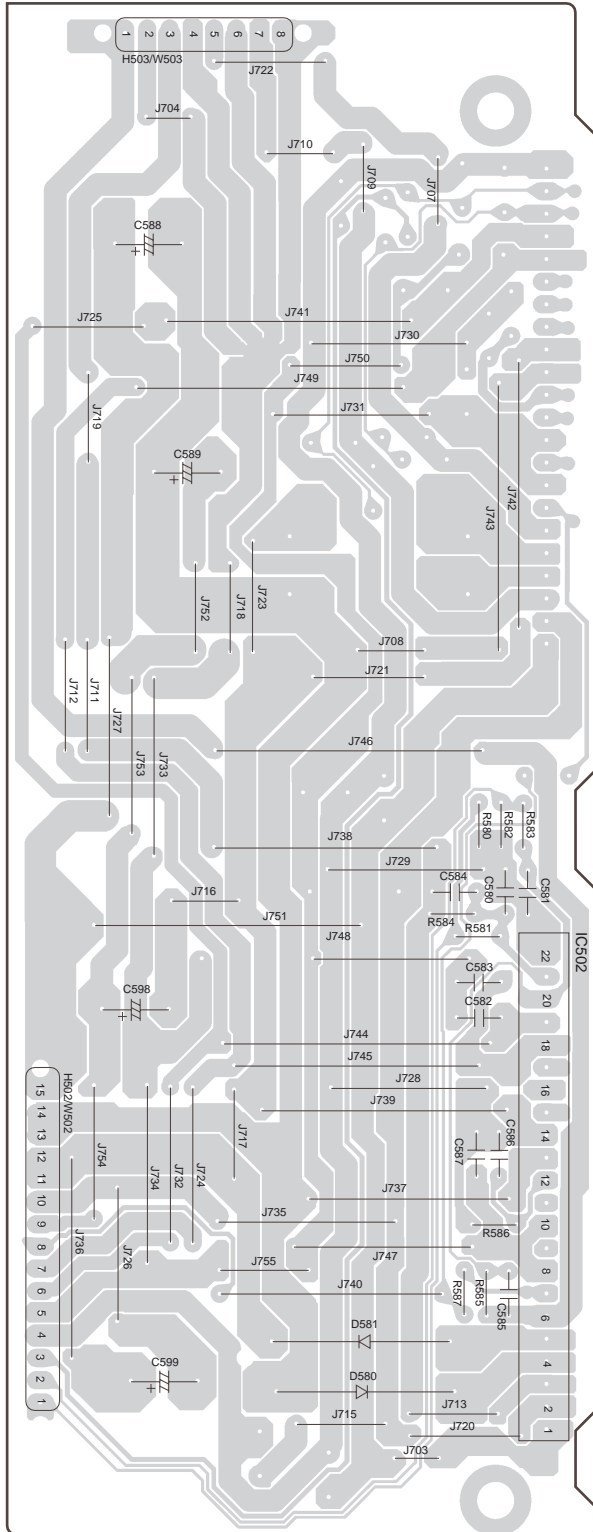 1 2 3 4 5 6 7 8
H503/W503
J722
J704
J710
J709
J707
C588
+
J725
J741
J730
J750
J749
J719
J731
C589
+
J743
J742
J752
J718
J723
J708
J721
J712
J711
J727
J753
J733
J746
R580
R582
R583
J738
J729
C584
C580
C581
J716
R584
J751
R581
J748
IC502
22
C583
20
C598
+
C582
J744
18
J745
H502/W502
15
J728
16
14
J739
13
J754
J717
14
C587
C586
12
J734
J732
J724
11
12
J737
10
J736
J726
9
J735
R586
10
8
J747
7
J755
8
6
J740
R587
R585
C585
5
6
4
D581
3
C599
+
4
2
D580
1
J713
2
J715
J720
1
J703